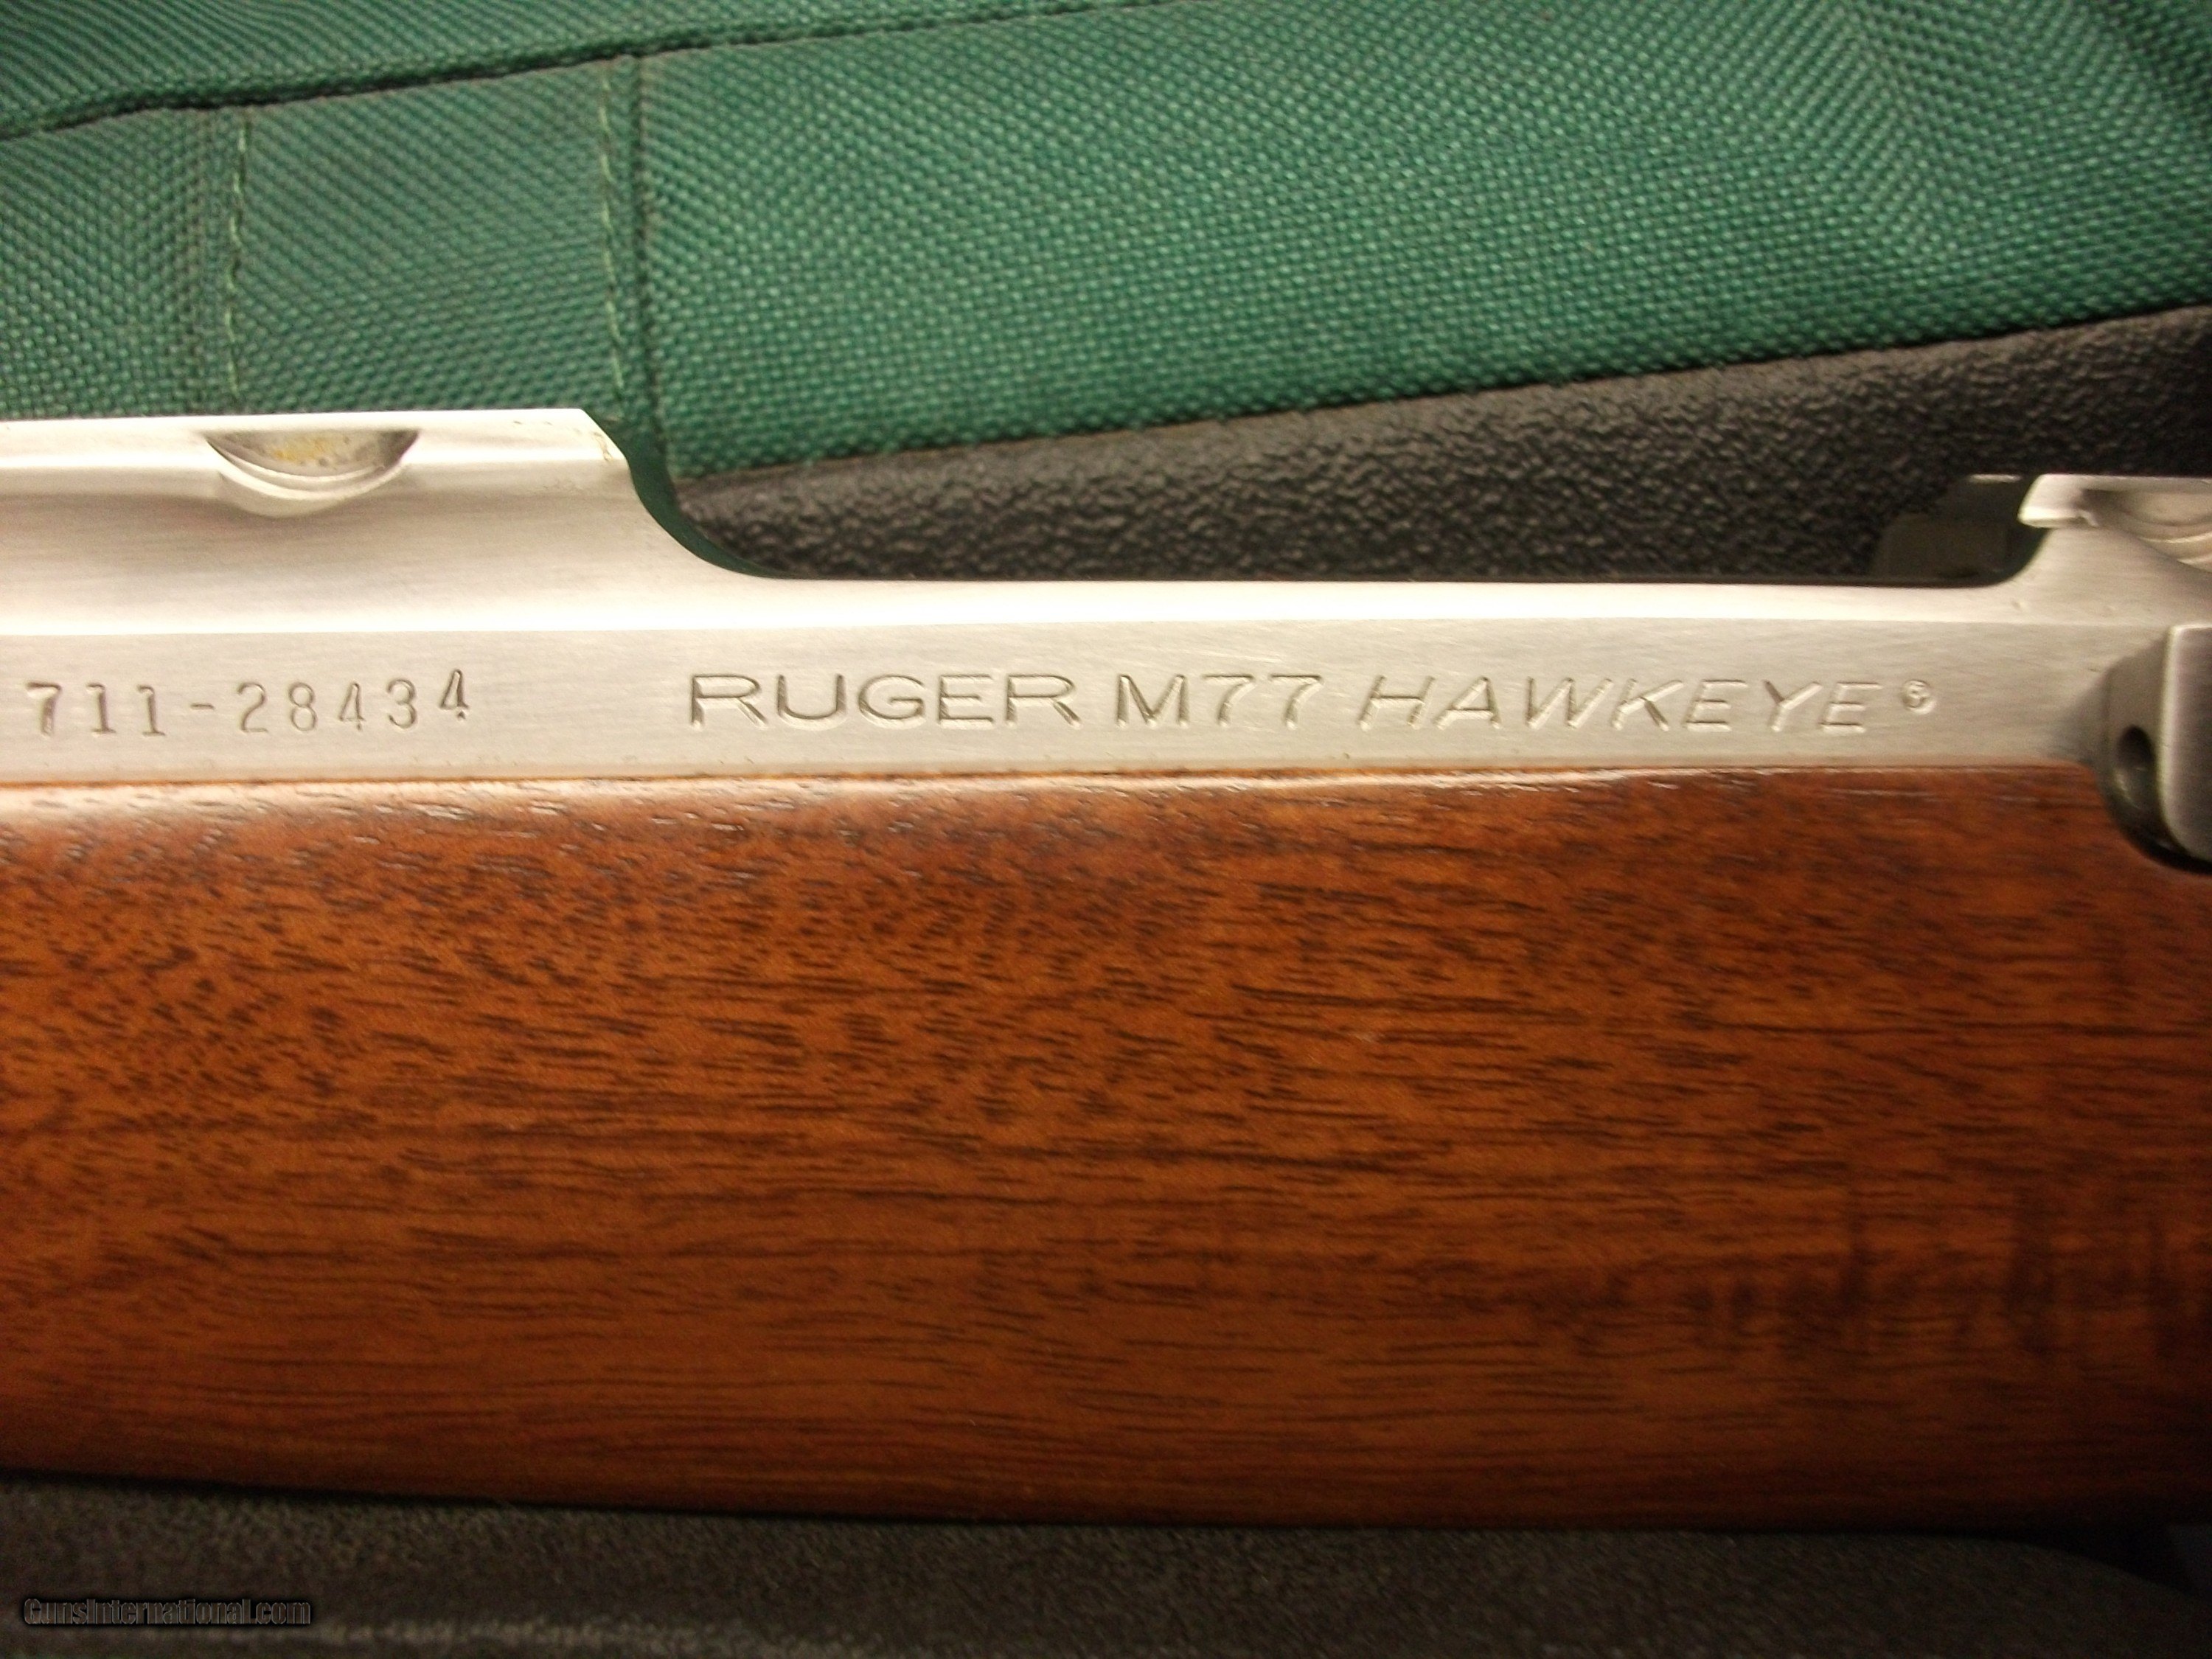 711-28434 RUGER M77 HAWKEYE®
GunsInternational.com